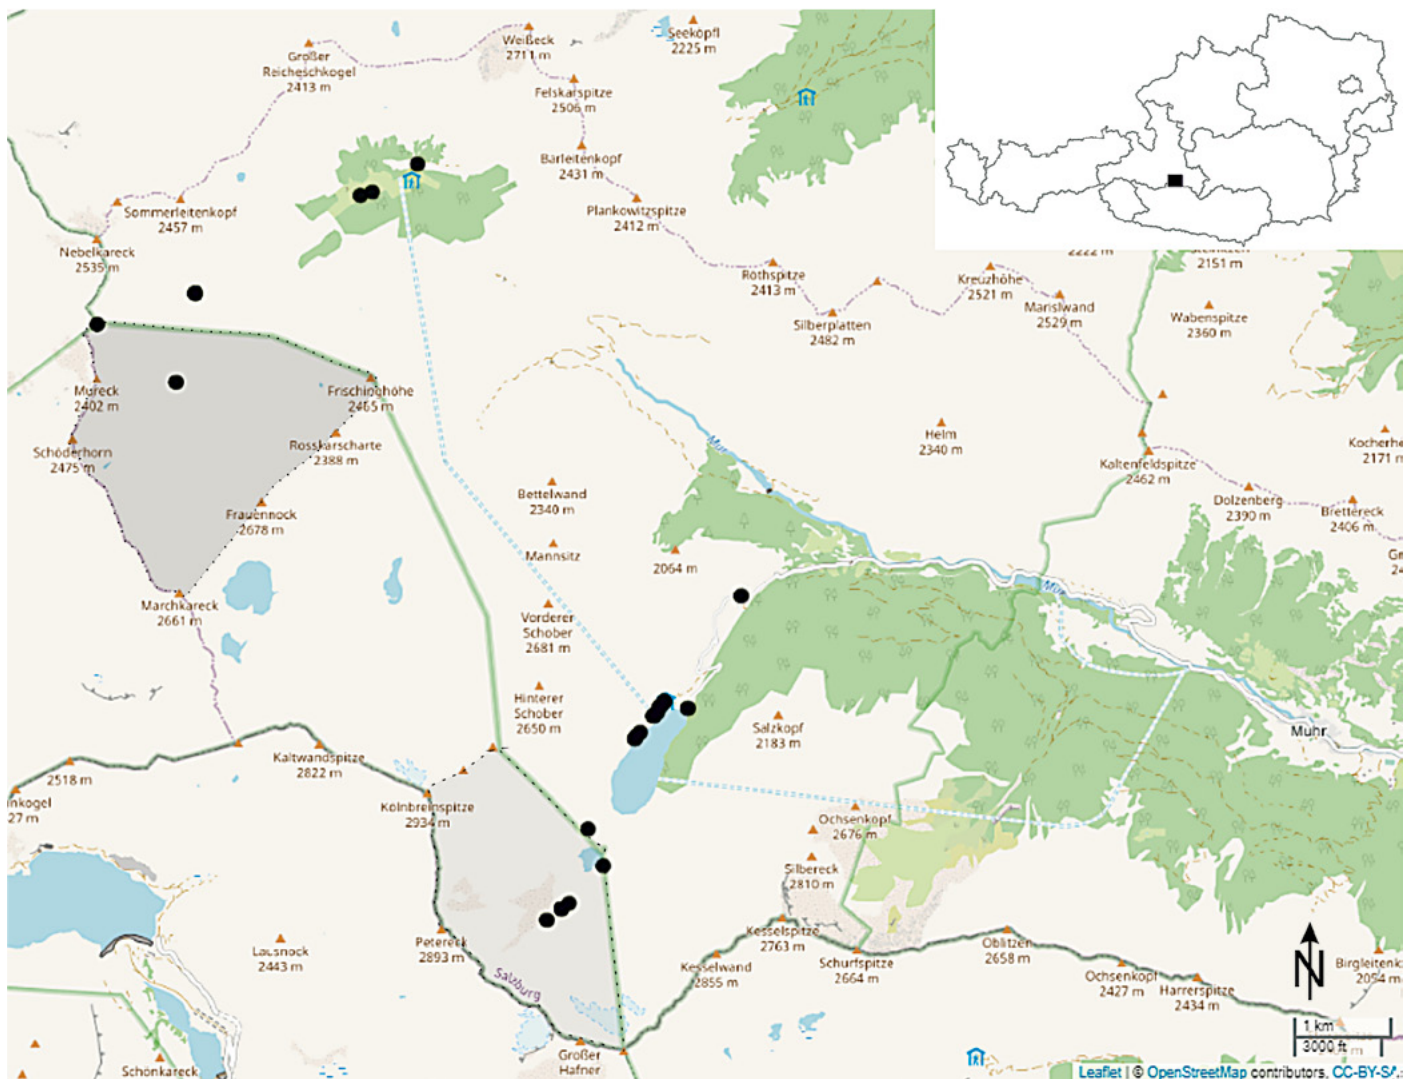 Seekopfl
2225 m
Weißeck
2711 m
Großer
Reicheschkogel
2413 m
Felskarspitze
2506 m
Barleitenkopf
2431 m
Sommerleitenkopf
2457 m
Plankowitzspitze
2412 m
Nebelkareck
2535 m
2222 m
2151 m
Rothspitze
2413 m
Kreuzhöhe
2521 m
Marislwand
2529 m
Silberplatten
2482 m
Wabenspitze
2360 m
Mureck
2402 m
Frischinghöhe
2465 m
Schöderhorn
2475 m
Rosskarscharte
2388 m
Helm
2340 m
Mur
Kocherhe
2171 m
Kaltenfeldspitze
2462 m
Bettelwand
2340 m
Dolzenberg
2390 m
Brettereck
2406 m
Frauennock
2678 m
Mannsitz
2064 m
Gr
24
Mur
Marchkareck
2661 m
Vorderer
Schober
2681 m
Hinterer
Schober
2650 m
Salzkopf
2183 m
Muhr
Kaltwandspitze
2822 m
2518 m
nkogel
27 m
Kölnbreinspitze
2934 m
Ochsenkopf
2676 m
Silbereck
2810 m
Kesselspitze
2763 m
Petereck
2893 m
Lausnock
2443 m
Salzburg
Kesselwand
2855 m
Schurfspitze
2664 m
Oblitzen
2658 m
Ochsenkopf
2427 m
Harrerspitze
2434 m
Birgleitenk
2054 m
N
1 km
3000 ft
Großer
Hafner
Schönkareck
Leaflet | © OpenStreetMap contributors, CC-BY-SA